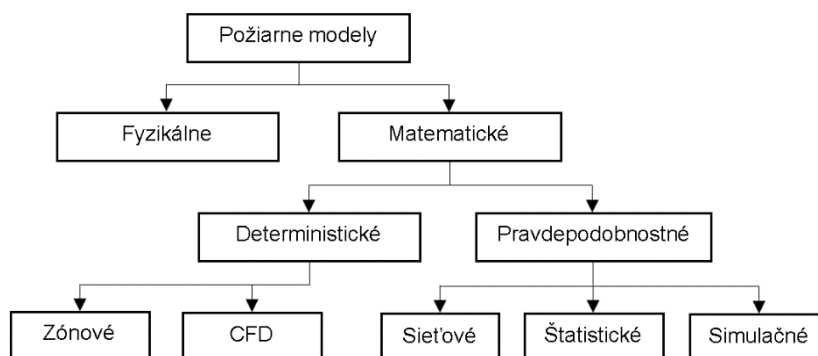 Požiarne modely
Fyzikálne
Matematické
Deterministické
Pravdepodobnostné
Zónové
CFD
Sieťové
Štatistické
Simulačné